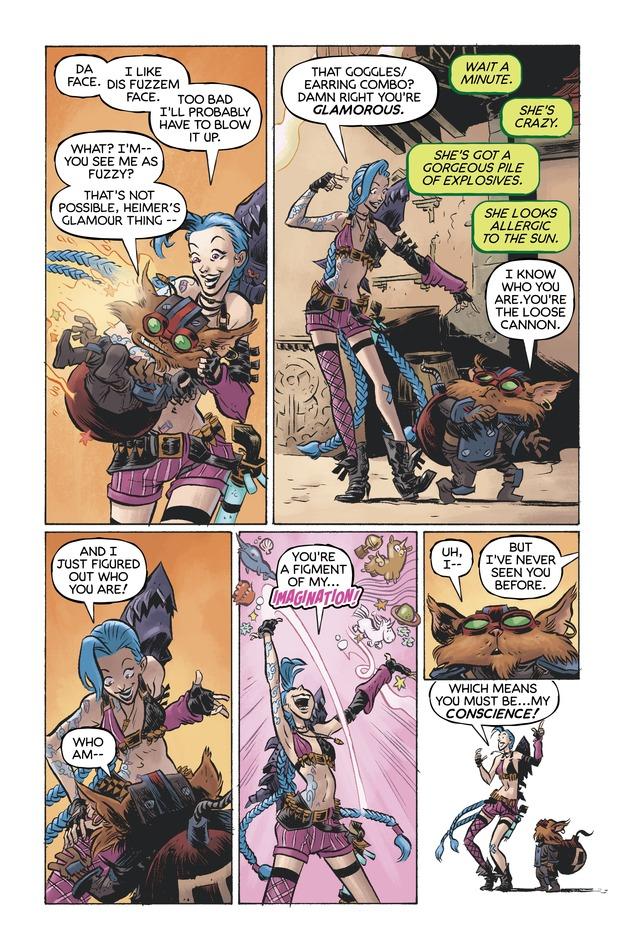 DA
FACE.
I LIKE
DIS FUZZEM
FACE.
TOO BAD
I'LL PROBABLY
HAVE TO BLOW
IT UP.
WHAT? I'M--
YOU SEE ME AS
FUZZY?
THAT'S NOT
POSSIBLE, HEIMER'S
GLAMOUR THING --
THAT GOGGLES/
EARRING COMBO?
DAMN RIGHT YOU'RE
GLAMOROUS.
WAIT A
MINUTE.
SHE'S
CRAZY.
SHE'S GOT A
GORGEOUS PILE
OF EXPLOSIVES.
SHE LOOKS
ALLERGIC
TO THE SUN.
I KNOW
WHO YOU
ARE.YOU'RE
THE LOOSE
CANNON.
AND I
JUST FIGURED
OUT WHO
YOU ARE!
WHO
AM--
YOU'RE
A FIGMENT
OF MY...
IMAGINATION!
UH,
I--
BUT
I'VE NEVER
SEEN YOU
BEFORE.
WHICH MEANS
YOU MUST BE...MY
CONSCIENCE!